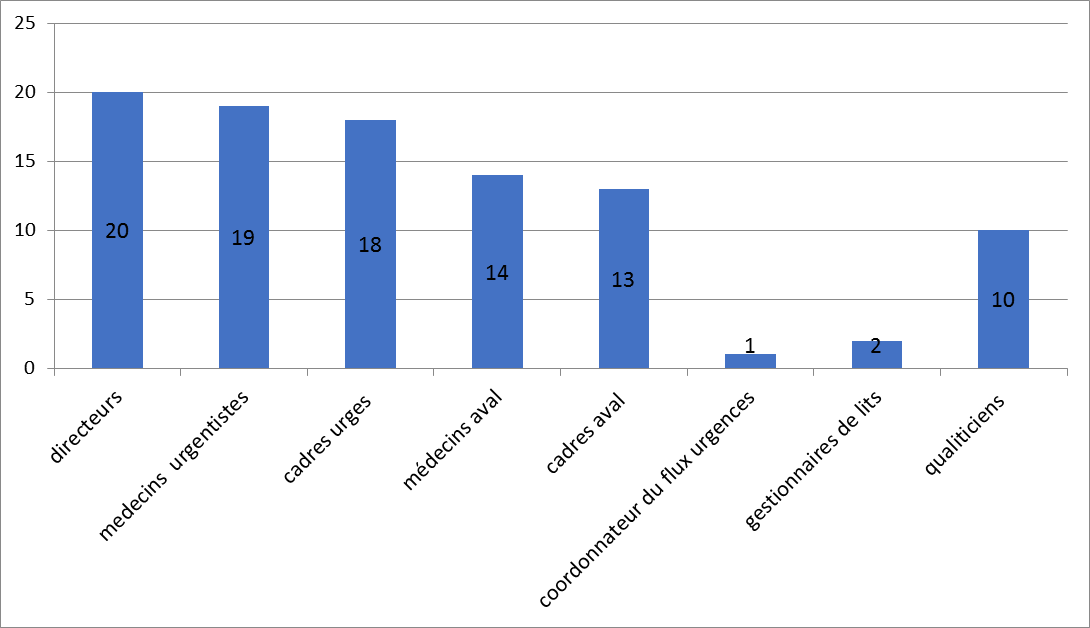 25
20
15
10
5
0
20
19
18
14
13
1
2
10
directeurs
medecins  urgentistes
cadres urges
médecins aval
cadres aval
coordonnateur du flux urgences
gestionnaires de lits
qualiticiens